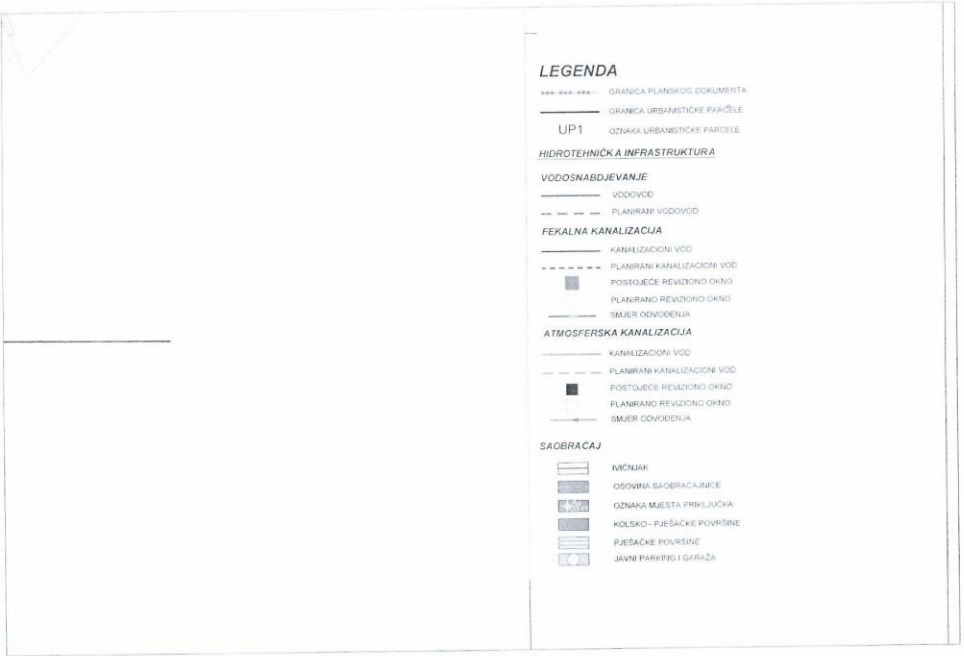 LEGENDA
GRANICA PLANSKOG DOKUMENTA
GRANICA URBANISTIČKE PARCELE
UP1 OZNAKA URBANISTIČKE PARCELE
HIDROTEHNIČKA INFRASTRUKTURA
VODOSNABDJEVANJE
VODOVOD
PLANIRANI VODOVOD
FEKALNA KANALIZACIJA
KANALIZACIONI VOD
PLANIRANI KANALIZACIONI VOD
POSTOJEĆE REVIZIONO OKNO
PLANIRANO REVIZIONO OKNO
SMJER ODVOĐENJA
ATMOSFERSKA KANALIZACIJA
KANALIZACIONI VOD
PLANIRANI KANALIZACIONI VOD
POSTOJEĆE REVIZIONO OKNO
PLANIRANO REVIZIONO OKNO
SMJER ODVOĐENJA
SAOBRAĆAJ
IVIČNJAK
OSOVINA SAOBRAĆAJNICE
OZNAKA MJESTA PRIKLJUČKA
KOLSKO - PJEŠAČKE POVRŠINE
PJEŠAČKE POVRŠINE
JAVNI PARKING I GARAŽA